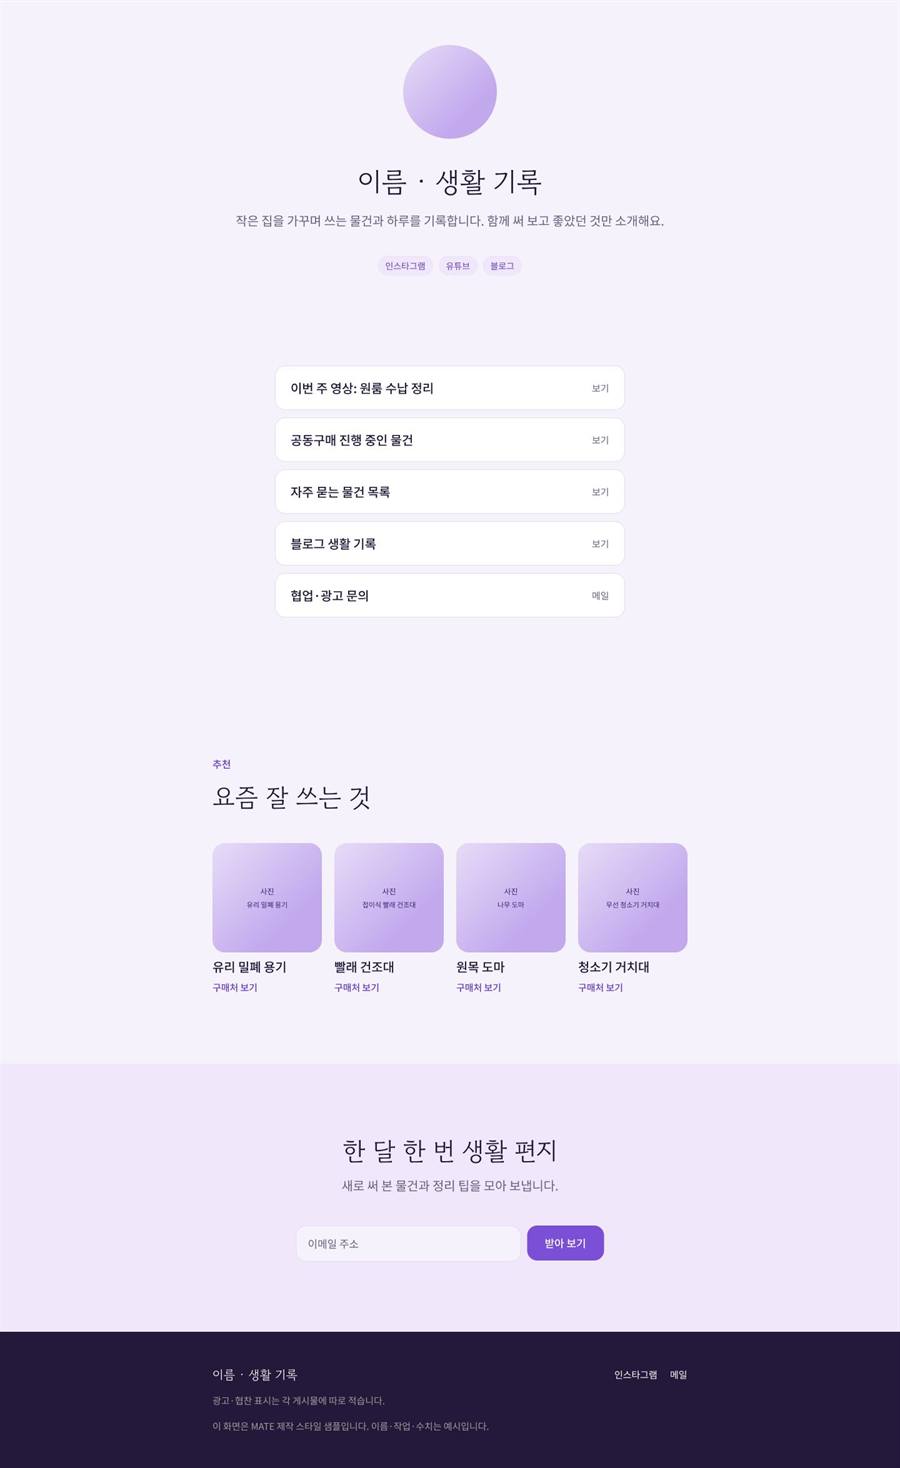 이름 · 생활 기록
작은 집을 가꾸며 쓰는 물건과 하루를 기록합니다. 함께 써 보고 좋았던 것만 소개해요.
인스타그램 유튜브 블로그
이번 주 영상: 원룸 수납 정리 보기
공동구매 진행 중인 물건 보기
자주 묻는 물건 목록 보기
블로그 생활 기록 보기
협업·광고 문의 메일
추천
요즘 잘 쓰는 것
사진 사진 사진 사진
유리 밀폐 용기 접이식 빨래 건조대 나무 도마 무선 청소기 거치대
유리 밀폐 용기 빨래 건조대 원목 도마 청소기 거치대
구매처 보기 구매처 보기 구매처 보기 구매처 보기
한 달 한 번 생활 편지
새로 써 본 물건과 정리 팁을 모아 보냅니다.
이메일 주소 받아 보기
이름 · 생활 기록 인스타그램 메일
광고·협찬 표시는 각 게시물에 따로 적습니다.
이 화면은 MATE 제작 스타일 샘플입니다. 이름·작업·수치는 예시입니다.